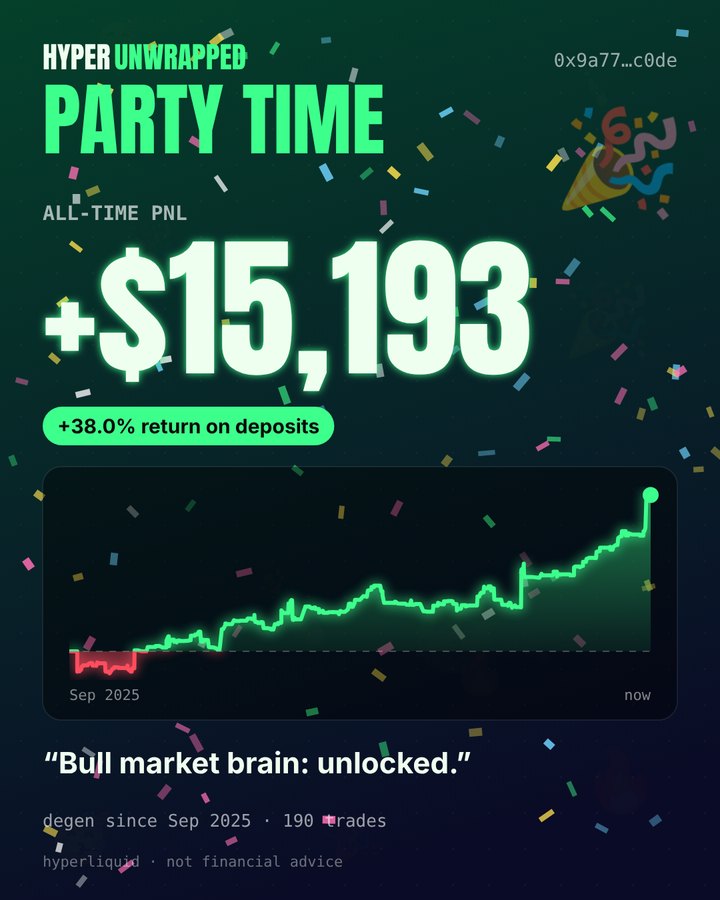 HYPER UNWRAPPED
0x9a77…c0de
PARTY TIME
ALL-TIME PNL
+$15,193
+38.0% return on deposits
Sep 2025
now
“Bull market brain: unlocked.”
degen since Sep 2025 · 190 trades
hyperliquid · not financial advice